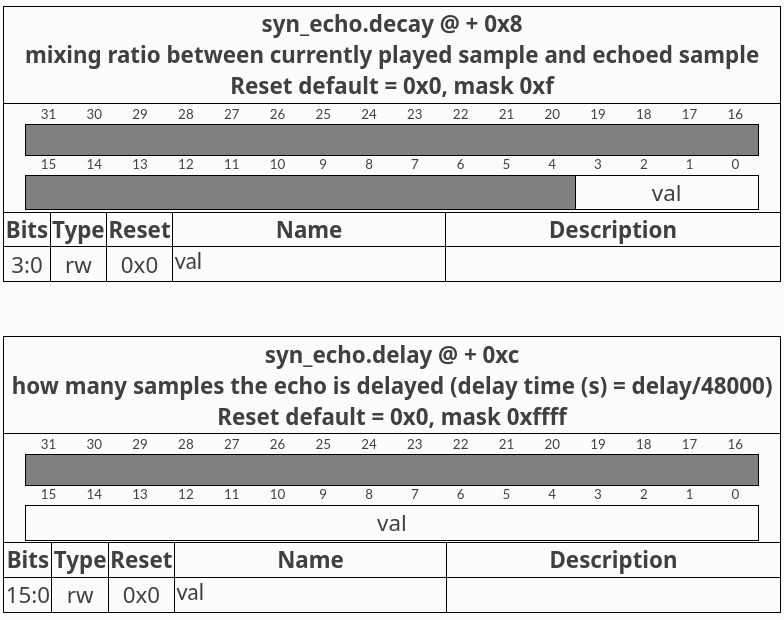 syn_echo.decay @ + 0x8
mixing ratio between currently played sample and echoed sample
Reset default = 0x0, mask 0xf
31 30 29 28 27 26 25 24 23 22 21 20 19 18 17 16
15 14 13 12 11 10 9 8 7 6 5 4 3 2 1 0
val
Bits Type Reset Name Description
3:0 rw 0x0 val
syn_echo.delay @ + 0xc
how many samples the echo is delayed (delay time (s) = delay/48000)
Reset default = 0x0, mask 0xffff
31 30 29 28 27 26 25 24 23 22 21 20 19 18 17 16
15 14 13 12 11 10 9 8 7 6 5 4 3 2 1 0
val
Bits Type Reset Name Description
15:0 rw 0x0 val